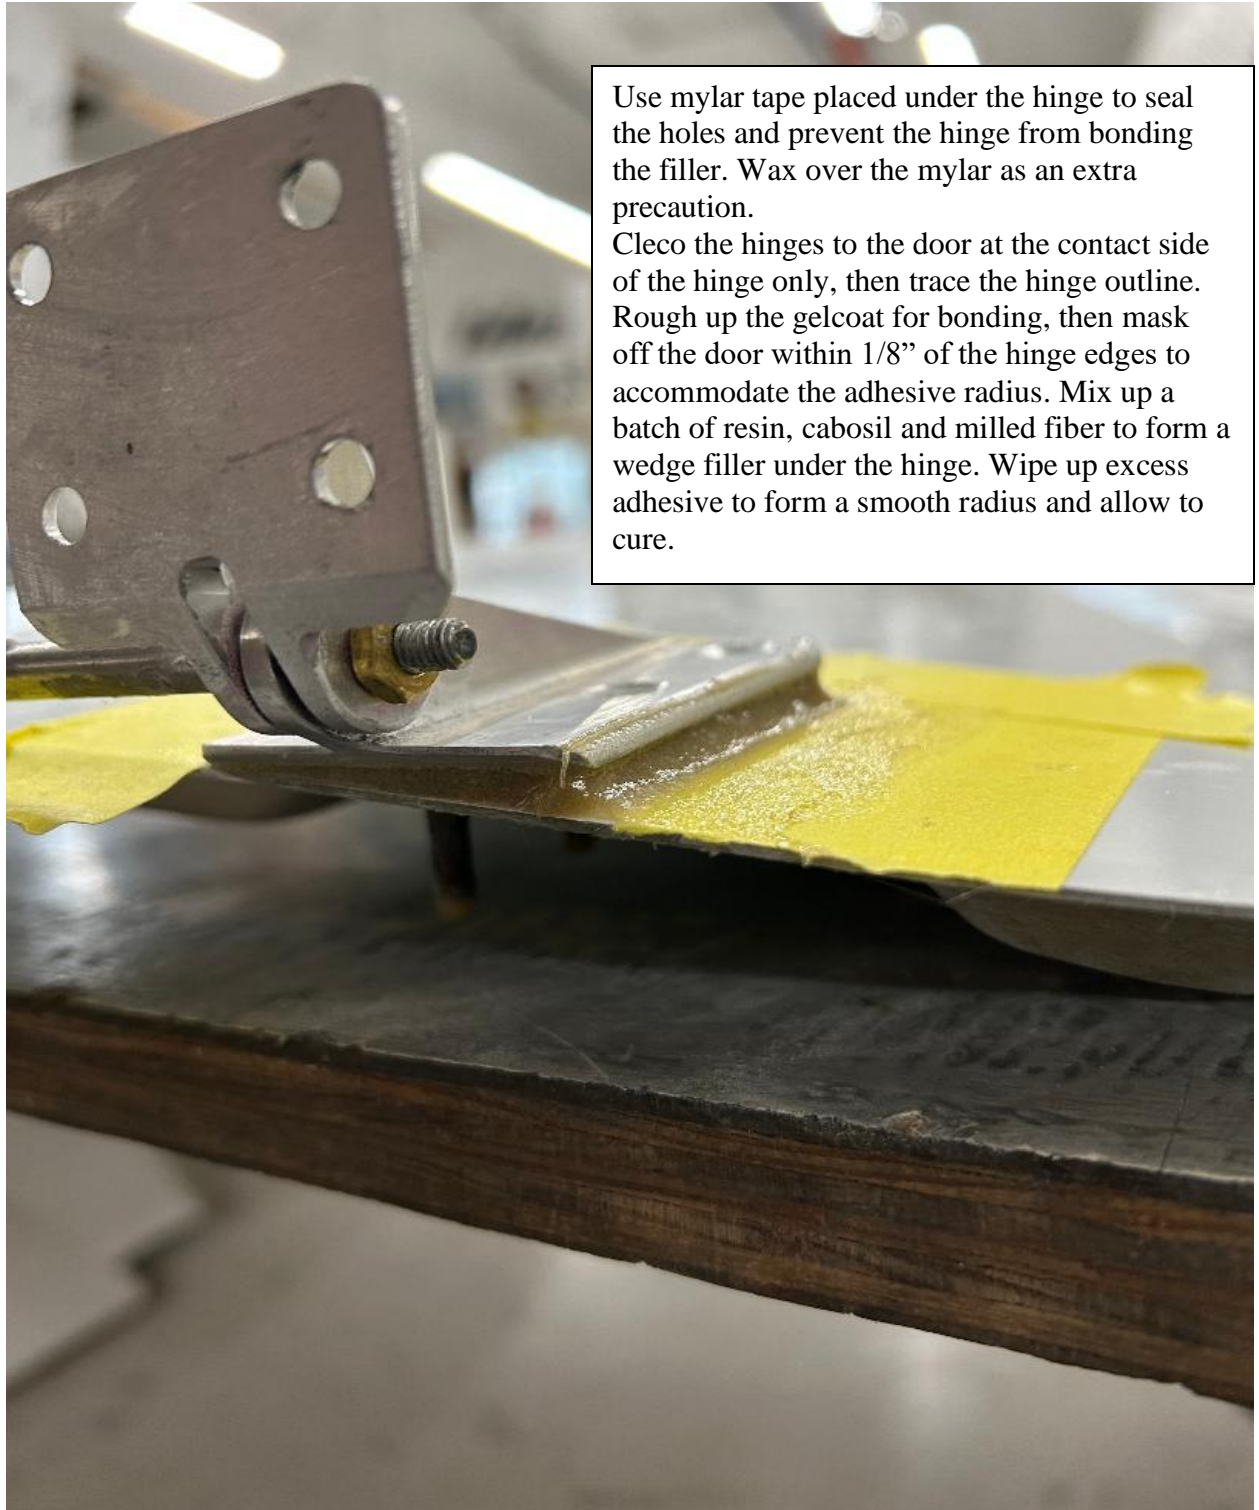 Use mylar tape placed under the hinge to seal
the holes and prevent the hinge from bonding
the filler. Wax over the mylar as an extra
precaution.
Cleco the hinges to the door at the contact side
of the hinge only, then trace the hinge outline.
Rough up the gelcoat for bonding, then mask
off the door within 1/8” of the hinge edges to
accommodate the adhesive radius. Mix up a
batch of resin, cabosil and milled fiber to form a
wedge filler under the hinge. Wipe up excess
adhesive to form a smooth radius and allow to
cure.